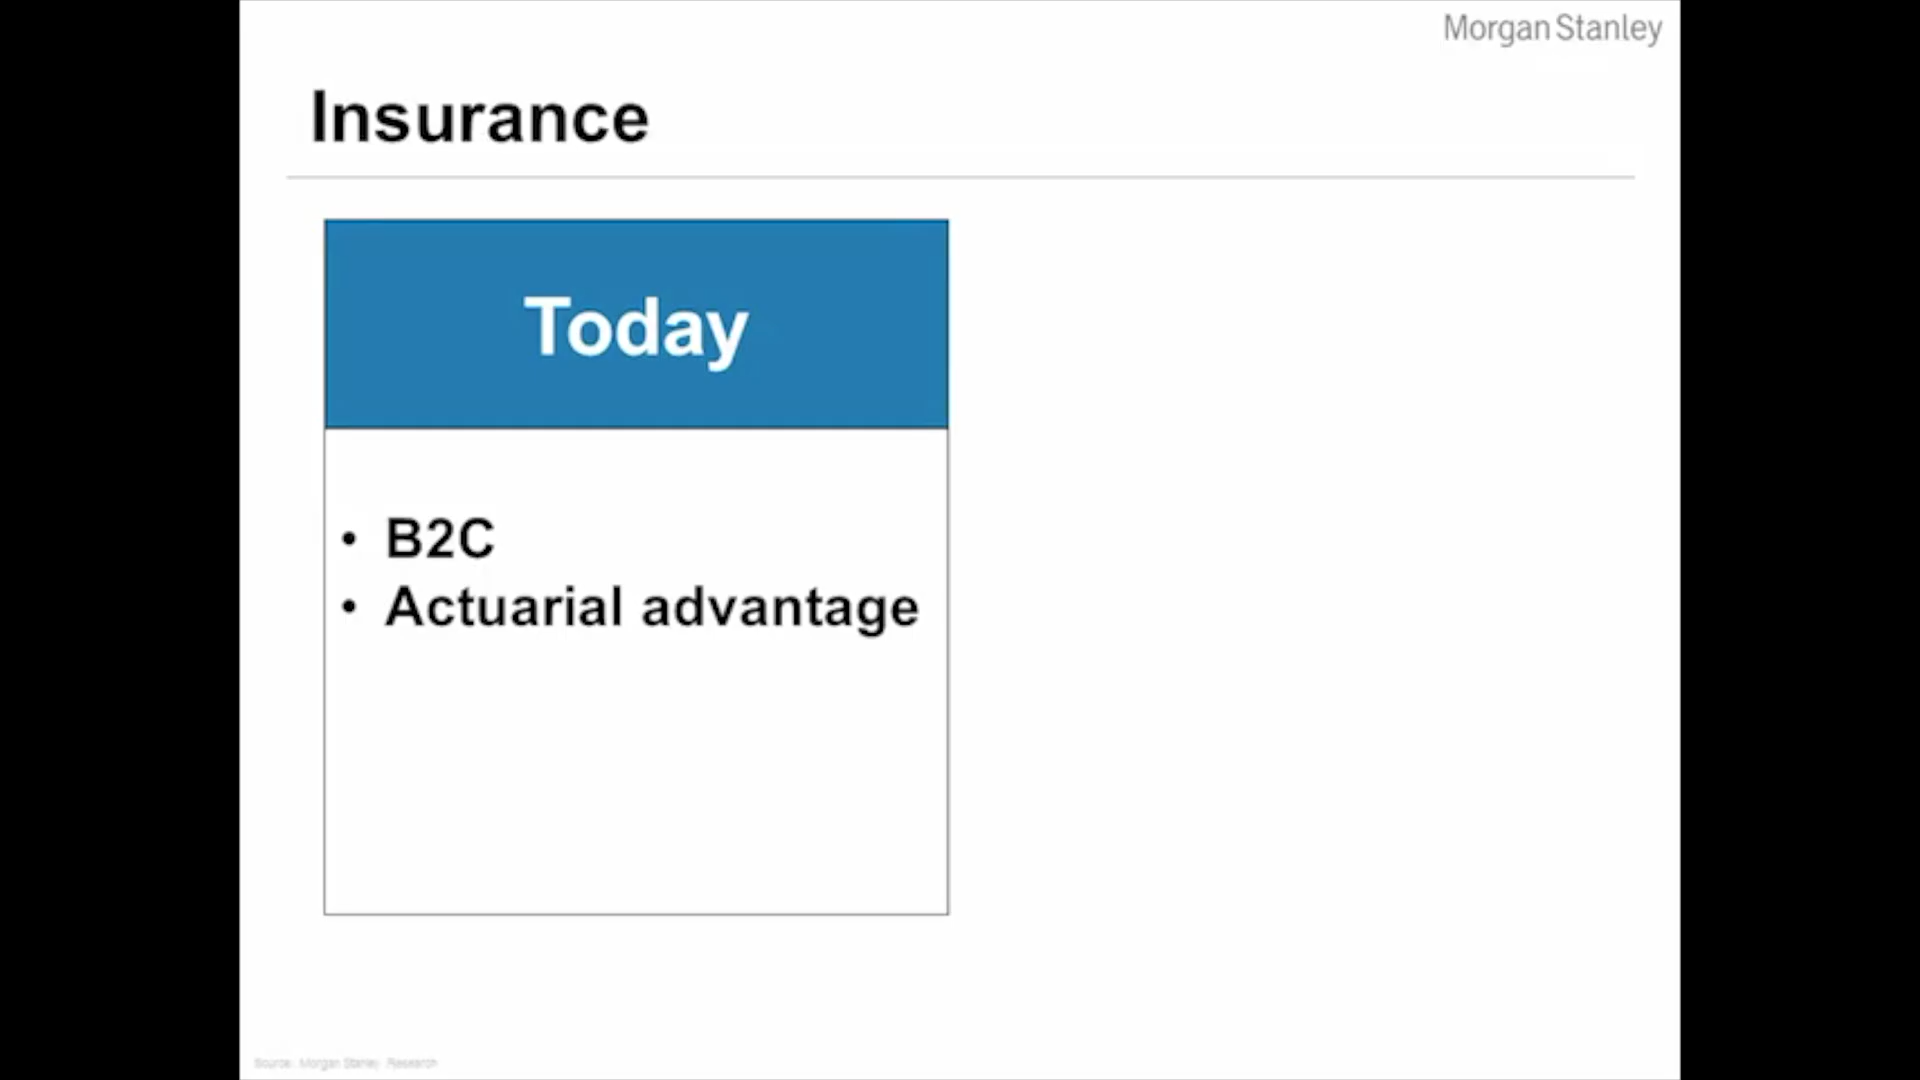 Morgan Stanley
Insurance
Today
• B2C
• Actuarial advantage
Source: Morgan Stanley Research